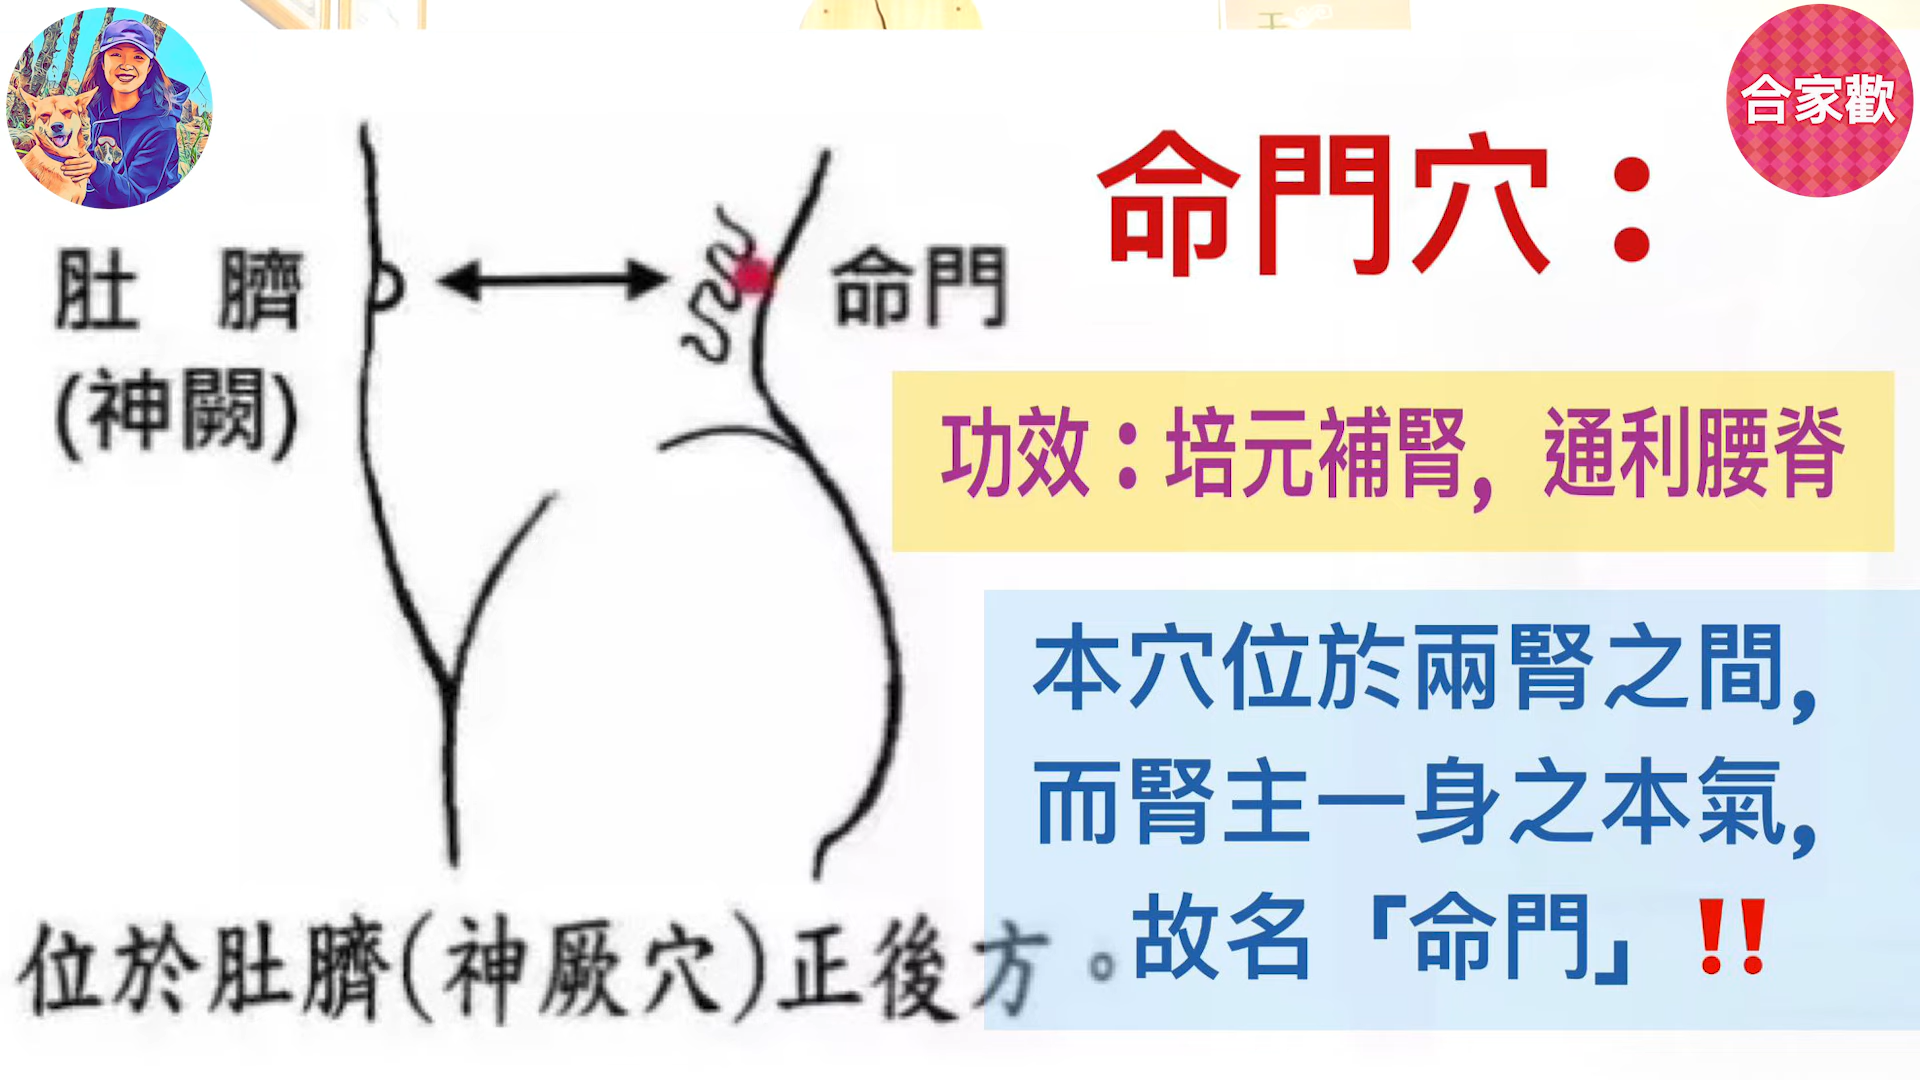 合家歡
命門穴：
肚臍
(神闕)
命門
功效：培元補腎，通利腰脊
本穴位於兩腎之間，
而腎主一身之本氣，
故名「命門」‼
位於肚臍(神厥穴)正後方。